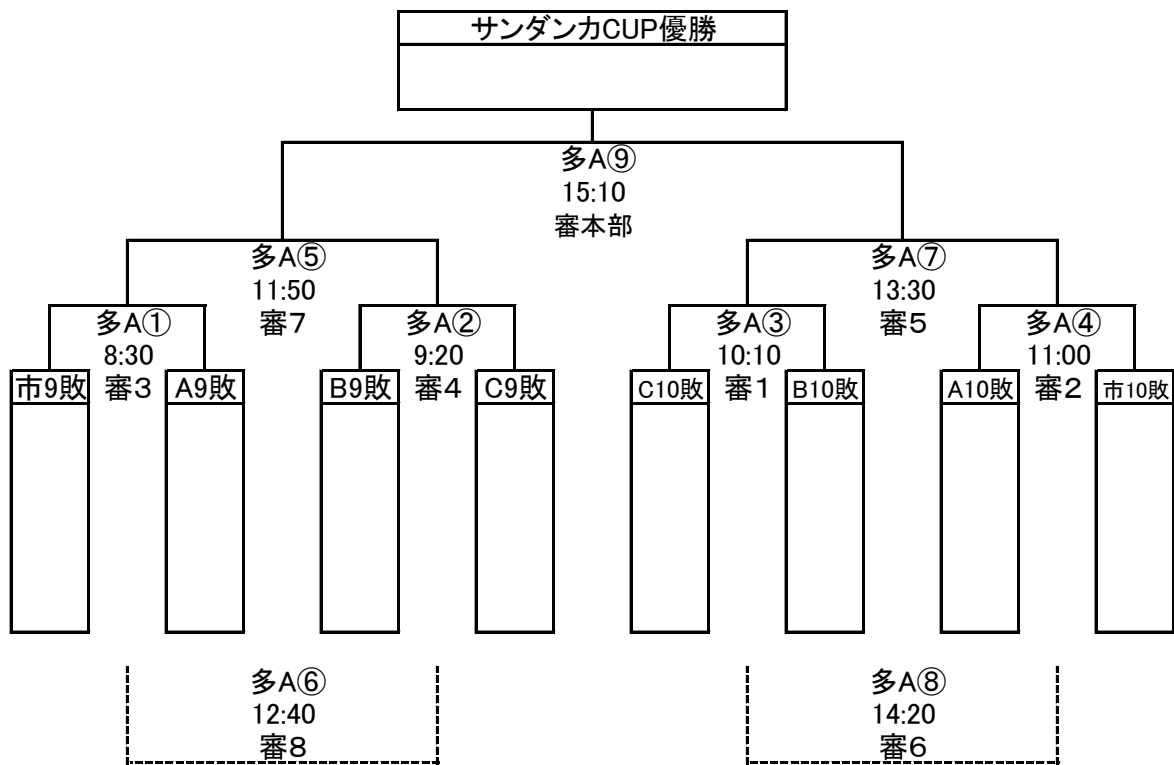 サンダンカCUP優勝
多A⑨
15:10
審本部
多A⑤
11:50
審7
多A⑦
13:30
審5
多A①
8:30
審3
多A②
9:20
審4
多A③
10:10
審1
多A④
11:00
審2
市9敗
A9敗
B9敗
C9敗
C10敗
B10敗
A10敗
市10敗
多A⑥
12:40
審8
多A⑧
14:20
審6